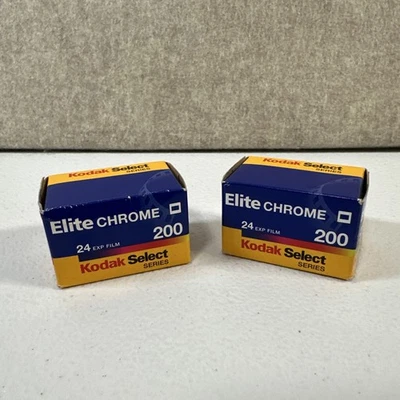 Kodak Select
SERIES
Elite CHROME
200
24 EXP FILM
Kodak Select
SERIES
Kodak Select
SERIES
Elite CHROME
200
24 EXP FILM
Kodak Select
SERIES